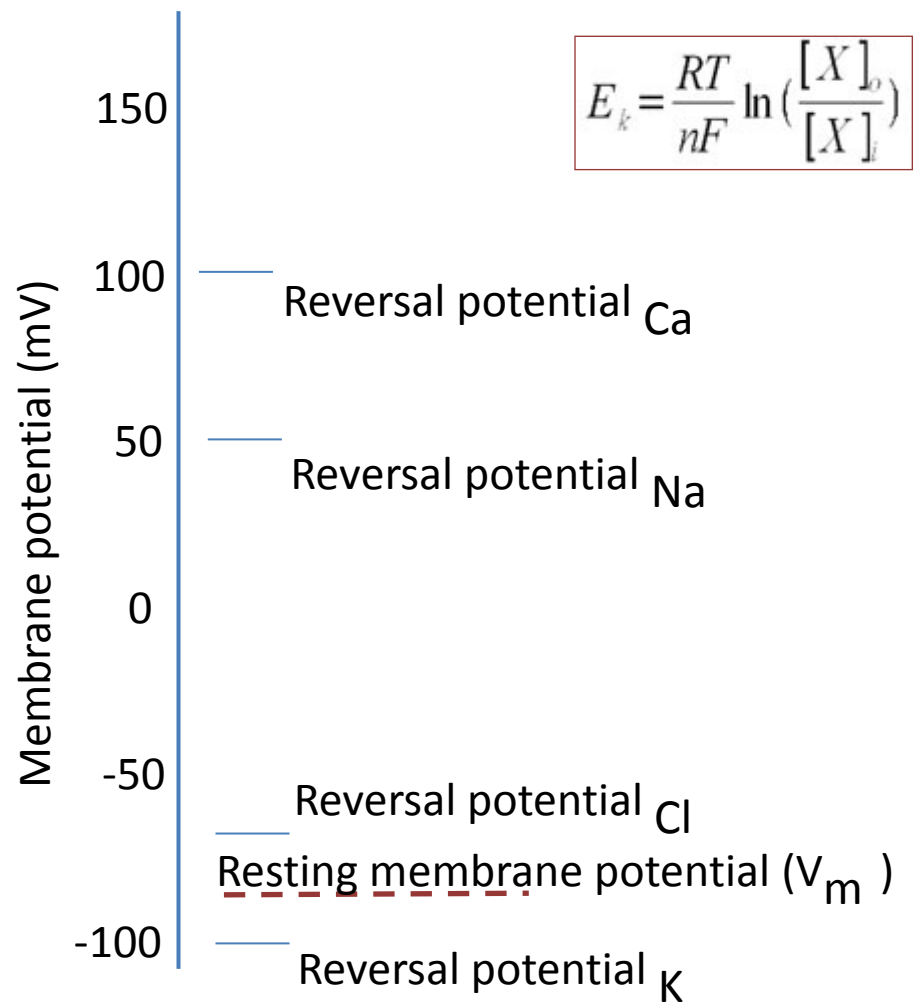 E_k = RT/nF ln([X]_o/[X]_i)
150
100
Reversal potential Ca
50
Reversal potential Na
Membrane potential (mV)
0
-50
Reversal potential Cl
Resting membrane potential (Vm )
-100
Reversal potential K